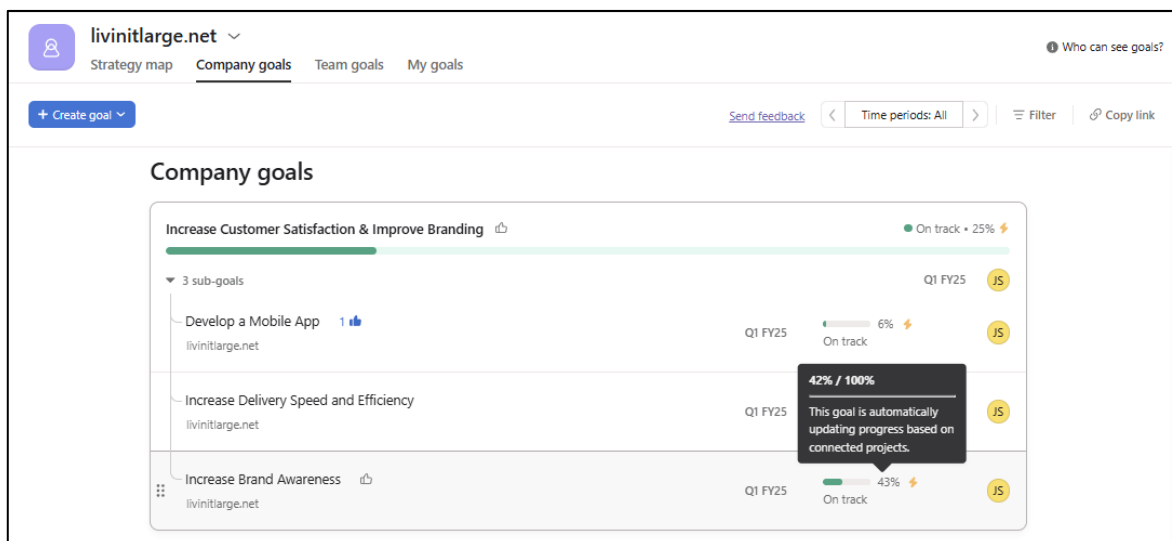 livinitlarge.net
Who can see goals?
Strategy map Company goals Team goals My goals
+ Create goal
Send feedback Time periods: All Filter Copy link
Company goals
Increase Customer Satisfaction & Improve Branding On track • 25%
3 sub-goals Q1 FY25 JS
Develop a Mobile App 1 Q1 FY25 6% JS
livinitlarge.net On track
42% / 100%
This goal is automatically
updating progress based on
connected projects.
Increase Delivery Speed and Efficiency Q1 FY25 JS
livinitlarge.net
Increase Brand Awareness Q1 FY25 43% JS
livinitlarge.net On track